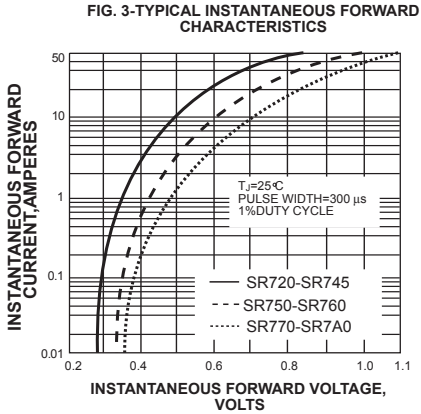 FIG. 3-TYPICAL INSTANTANEOUS FORWARD
CHARACTERISTICS
INSTANTANEOUS FORWARD
CURRENT,AMPERES
50
10
1
0.1
0.01
TJ=25°C
PULSE WIDTH=300 μs
1%DUTY CYCLE
SR720-SR745
SR750-SR760
SR770-SR7A0
0.2 0.4 0.6 0.8 1.0 1.1
INSTANTANEOUS FORWARD VOLTAGE,
VOLTS